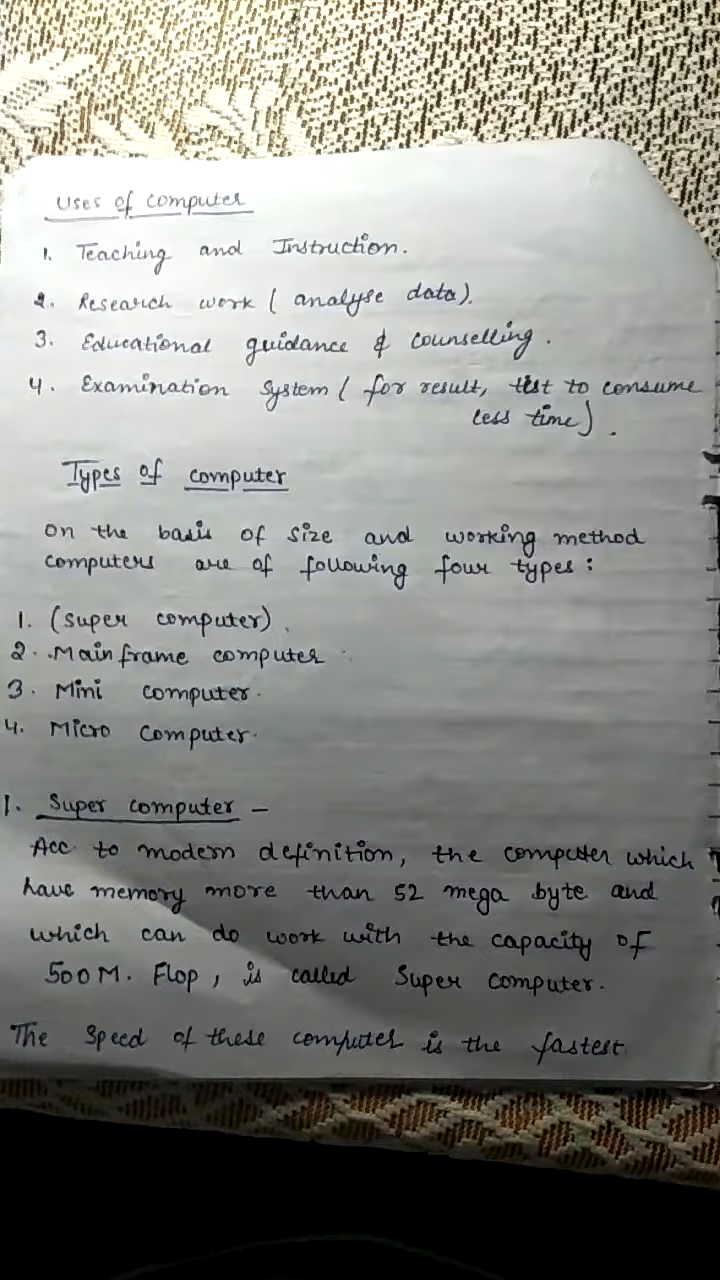 Uses of computer
1. Teaching and Instruction.
2. Research work ( analyse data).
3. Educational guidance & counselling.
4. Examination system ( for result, test to consume
less time).
Types of computer
on the basis of size and working method
computers are of following four types :
1. (super computer).
2. Mainframe computer
3. Mini computer.
4. Micro computer.
1. Super computer –
Acc to modern definition, the computer which
have memory more than 52 mega byte and
which can do work with the capacity of
500M. Flop, is called Super computer.
The speed of these computer is the fastest